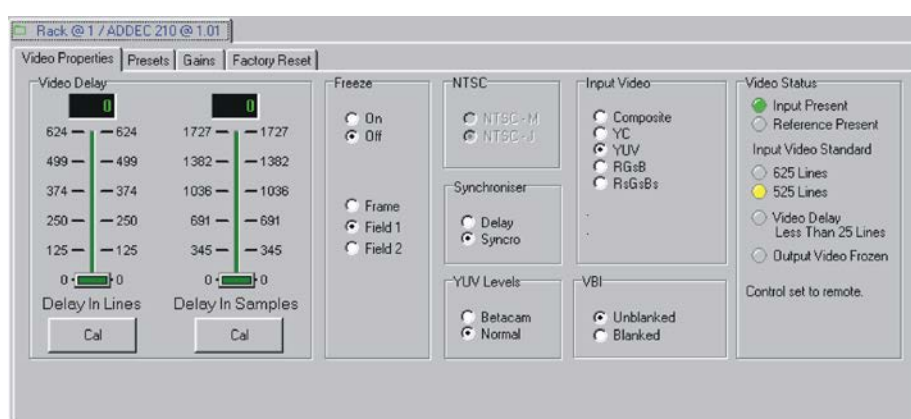 Rack @ 1 / ADDEC 210 @ 1.01
Video Properties Presets Gains Factory Reset
Video Delay
0 0
624 624 1727 1727
499 499 1382 1382
374 374 1036 1036
250 250 691 691
125 125 345 345
0 0 0 0
Delay In Lines Delay In Samples
Cal Cal
Freeze
On
Off
Frame
Field 1
Field 2
NTSC
NTSC-M
NTSC-J
Synchroniser
Delay
Syncro
YUV Levels
Betacam
Normal
Input Video
Composite
YC
YUV
RGsB
RsGsBs
.
.
VBI
Unblanked
Blanked
Video Status
Input Present
Reference Present
Input Video Standard
625 Lines
525 Lines
Video Delay
Less Than 25 Lines
Output Video Frozen
Control set to remote.